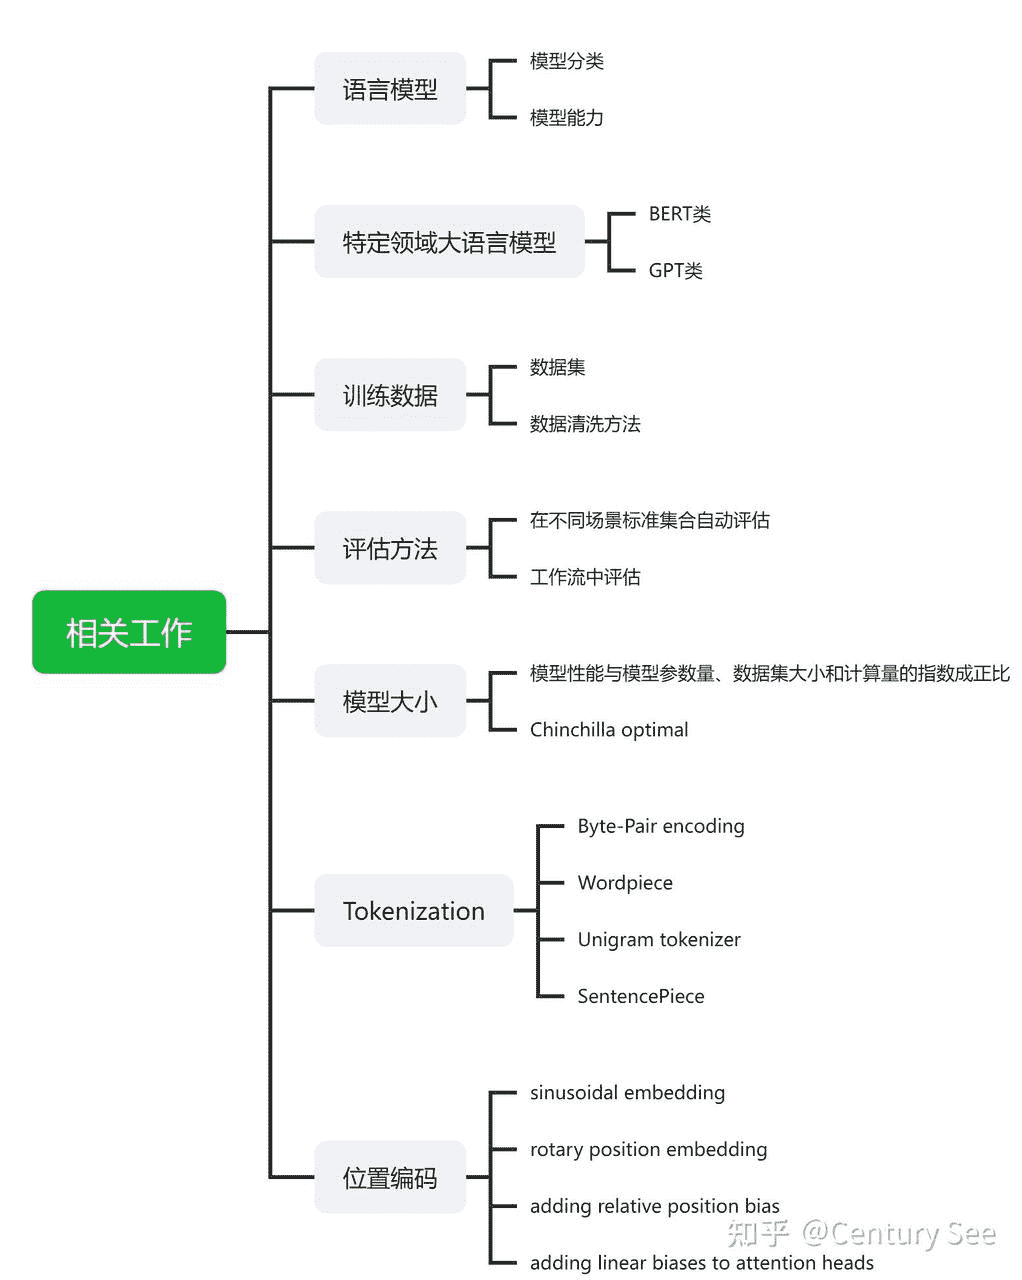 相关工作
语言模型
模型分类
模型能力
特定领域大语言模型
BERT类
GPT类
训练数据
数据集
数据清洗方法
评估方法
在不同场景标准集合自动评估
工作流中评估
模型大小
模型性能与模型参数量、数据集大小和计算量的指数成正比
Chinchilla optimal
Tokenization
Byte-Pair encoding
Wordpiece
Unigram tokenizer
SentencePiece
位置编码
sinusoidal embedding
rotary position embedding
adding relative position bias
adding linear biases to attention heads
知乎 @Century See